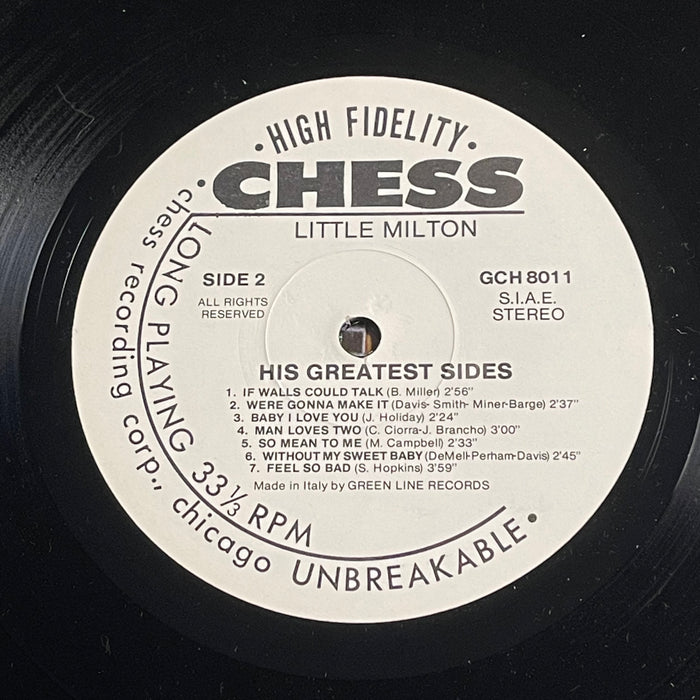 •HIGH FIDELITY•
CHESS
LITTLE MILTON
SIDE 2
GCH 8011
ALL RIGHTS
RESERVED
S.I.A.E.
STEREO
HIS GREATEST SIDES
1. IF WALLS COULD TALK (B. Miller) 2'56"
2. WERE GONNA MAKE IT (Davis- Smith- Miner-Barge) 2'37"
3. BABY I LOVE YOU (J. Holiday) 2'24"
4. MAN LOVES TWO (C. Ciorra-J. Brancho) 3'00"
5. SO MEAN TO ME (M. Campbell) 2'33"
6. WITHOUT MY SWEET BABY (DeMell-Perham-Davis) 2'45"
7. FEEL SO BAD (S. Hopkins) 3'59"
Made in Italy by GREEN LINE RECORDS
LONG PLAYING 33⅓ RPM
•chess recording corp., chicago UNBREAKABLE•